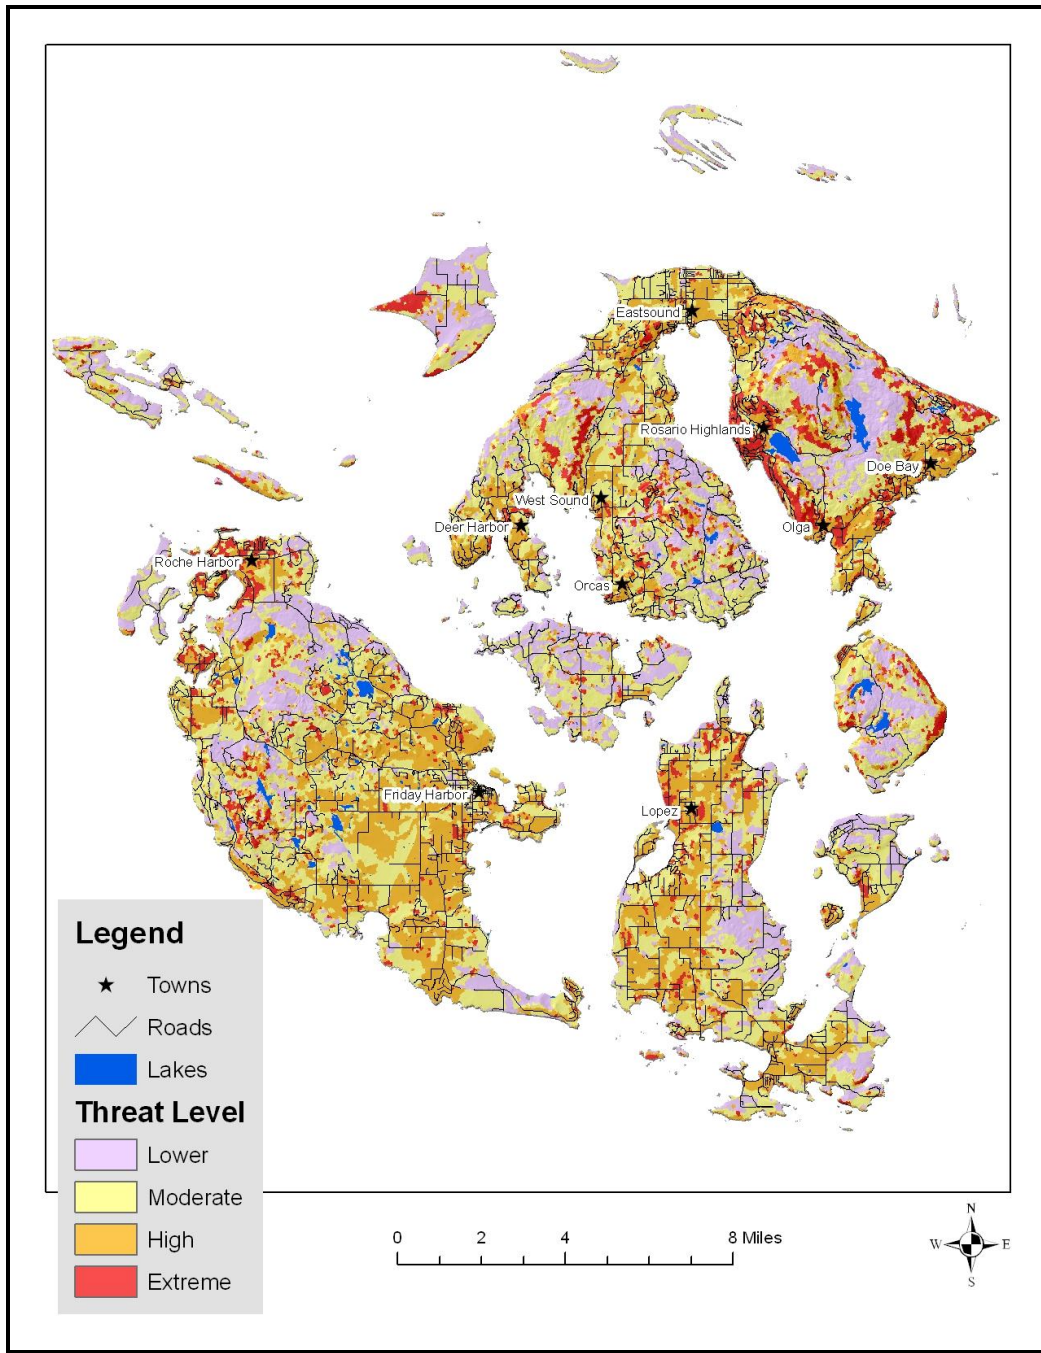 Eastsound
Rosario Highlands
Doe Bay
West Sound
Deer Harbor
Olga
Roche Harbor
Orcas
Friday Harbor
Lopez
Legend
Towns
Roads
Lakes
Threat Level
Lower
Moderate
High
Extreme
0 2 4 8 Miles
N
W E
S